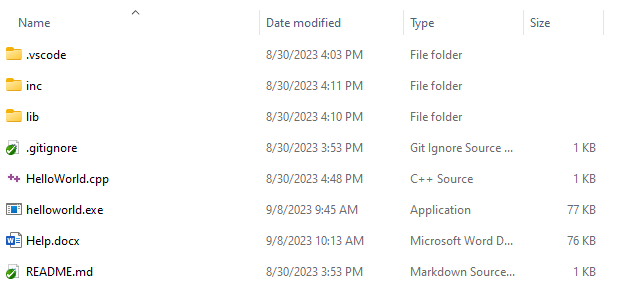 Name Date modified Type Size
.vscode 8/30/2023 4:03 PM File folder
inc 8/30/2023 4:11 PM File folder
lib 8/30/2023 4:10 PM File folder
.gitignore 8/30/2023 3:53 PM Git Ignore Source ... 1 KB
HelloWorld.cpp 8/30/2023 4:48 PM C++ Source 1 KB
helloworld.exe 9/8/2023 9:45 AM Application 77 KB
Help.docx 9/8/2023 10:13 AM Microsoft Word D... 76 KB
README.md 8/30/2023 3:53 PM Markdown Source... 1 KB